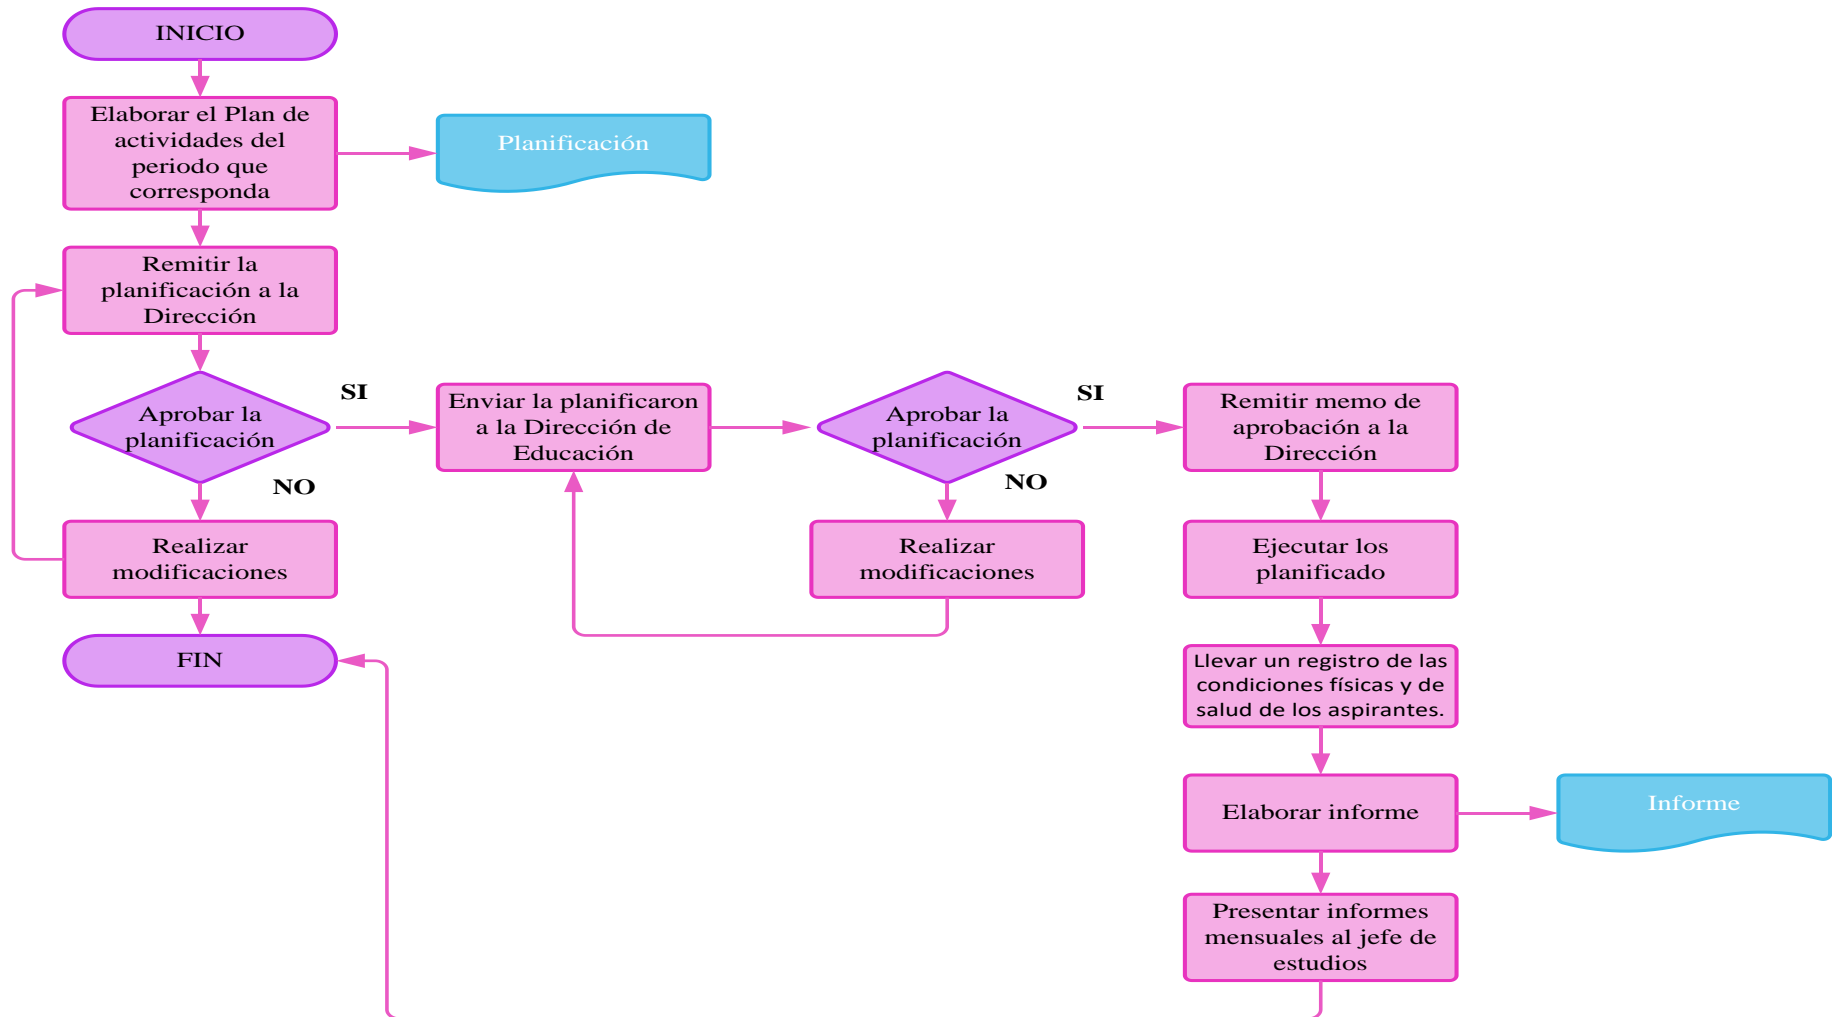 INICIO
Elaborar el Plan de
actividades del
periodo que
corresponda
Planificación
Remitir la
planificación a la
Dirección
Aprobar la
planificación
SI
NO
Enviar la planificaron
a la Dirección de
Educación
Aprobar la
planificación
SI
NO
Remitir memo de
aprobación a la
Dirección
Realizar
modificaciones
Realizar
modificaciones
Ejecutar los
planificado
FIN
Llevar un registro de las
condiciones físicas y de
salud de los aspirantes.
Elaborar informe
Informe
Presentar informes
mensuales al jefe de
estudios